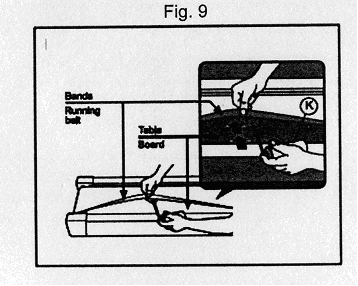 Fig. 9
Bands
Running
belt
Table
Board
K